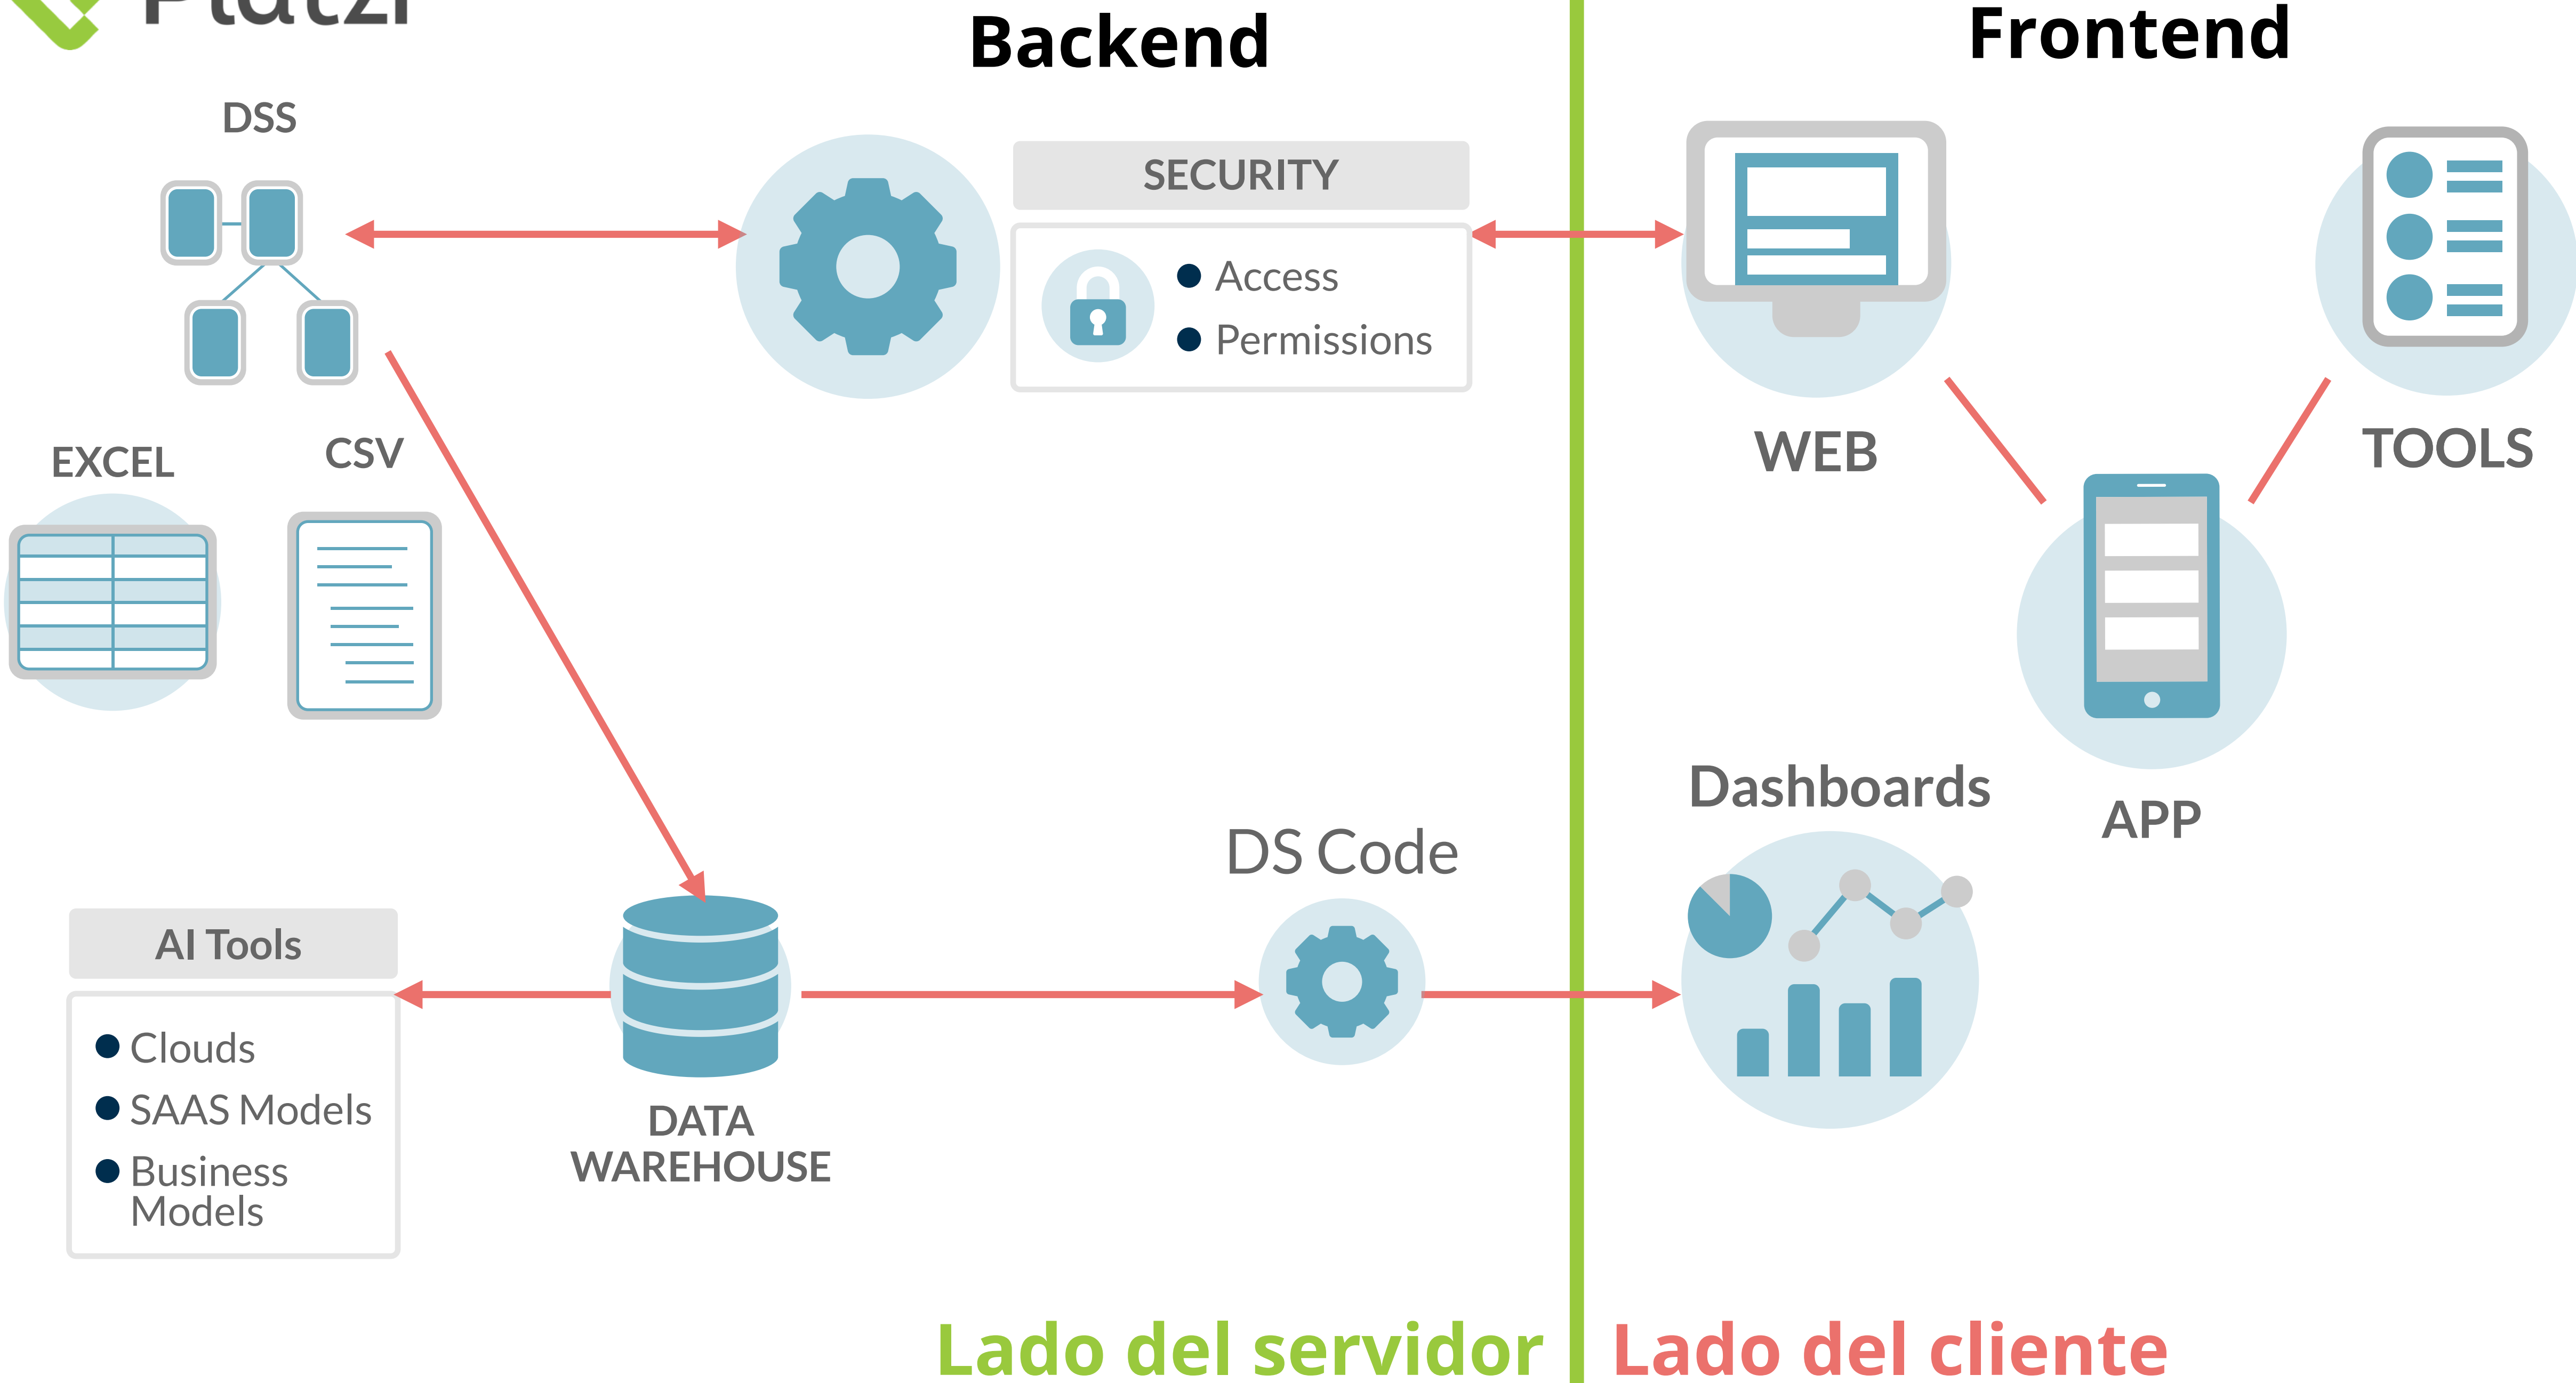 Platzi
Backend
Frontend
DSS
SECURITY
Access
Permissions
EXCEL
CSV
WEB
TOOLS
APP
Dashboards
DS Code
AI Tools
Clouds
SAAS Models
Business
Models
DATA
WAREHOUSE
Lado del servidor
Lado del cliente